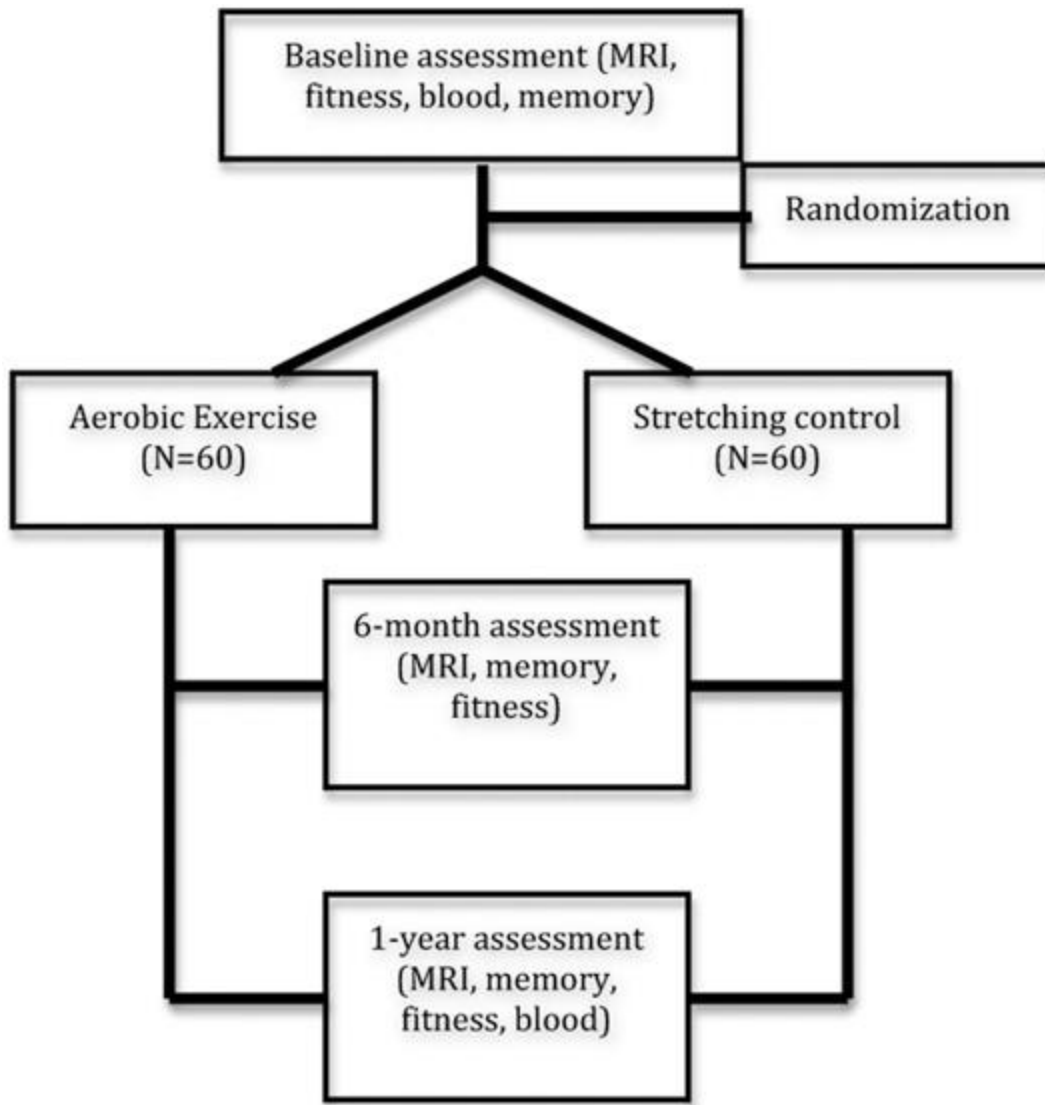 Baseline assessment (MRI,
fitness, blood, memory)
Randomization
Aerobic Exercise
(N=60)
Stretching control
(N=60)
6-month assessment
(MRI, memory,
fitness)
1-year assessment
(MRI, memory,
fitness, blood)